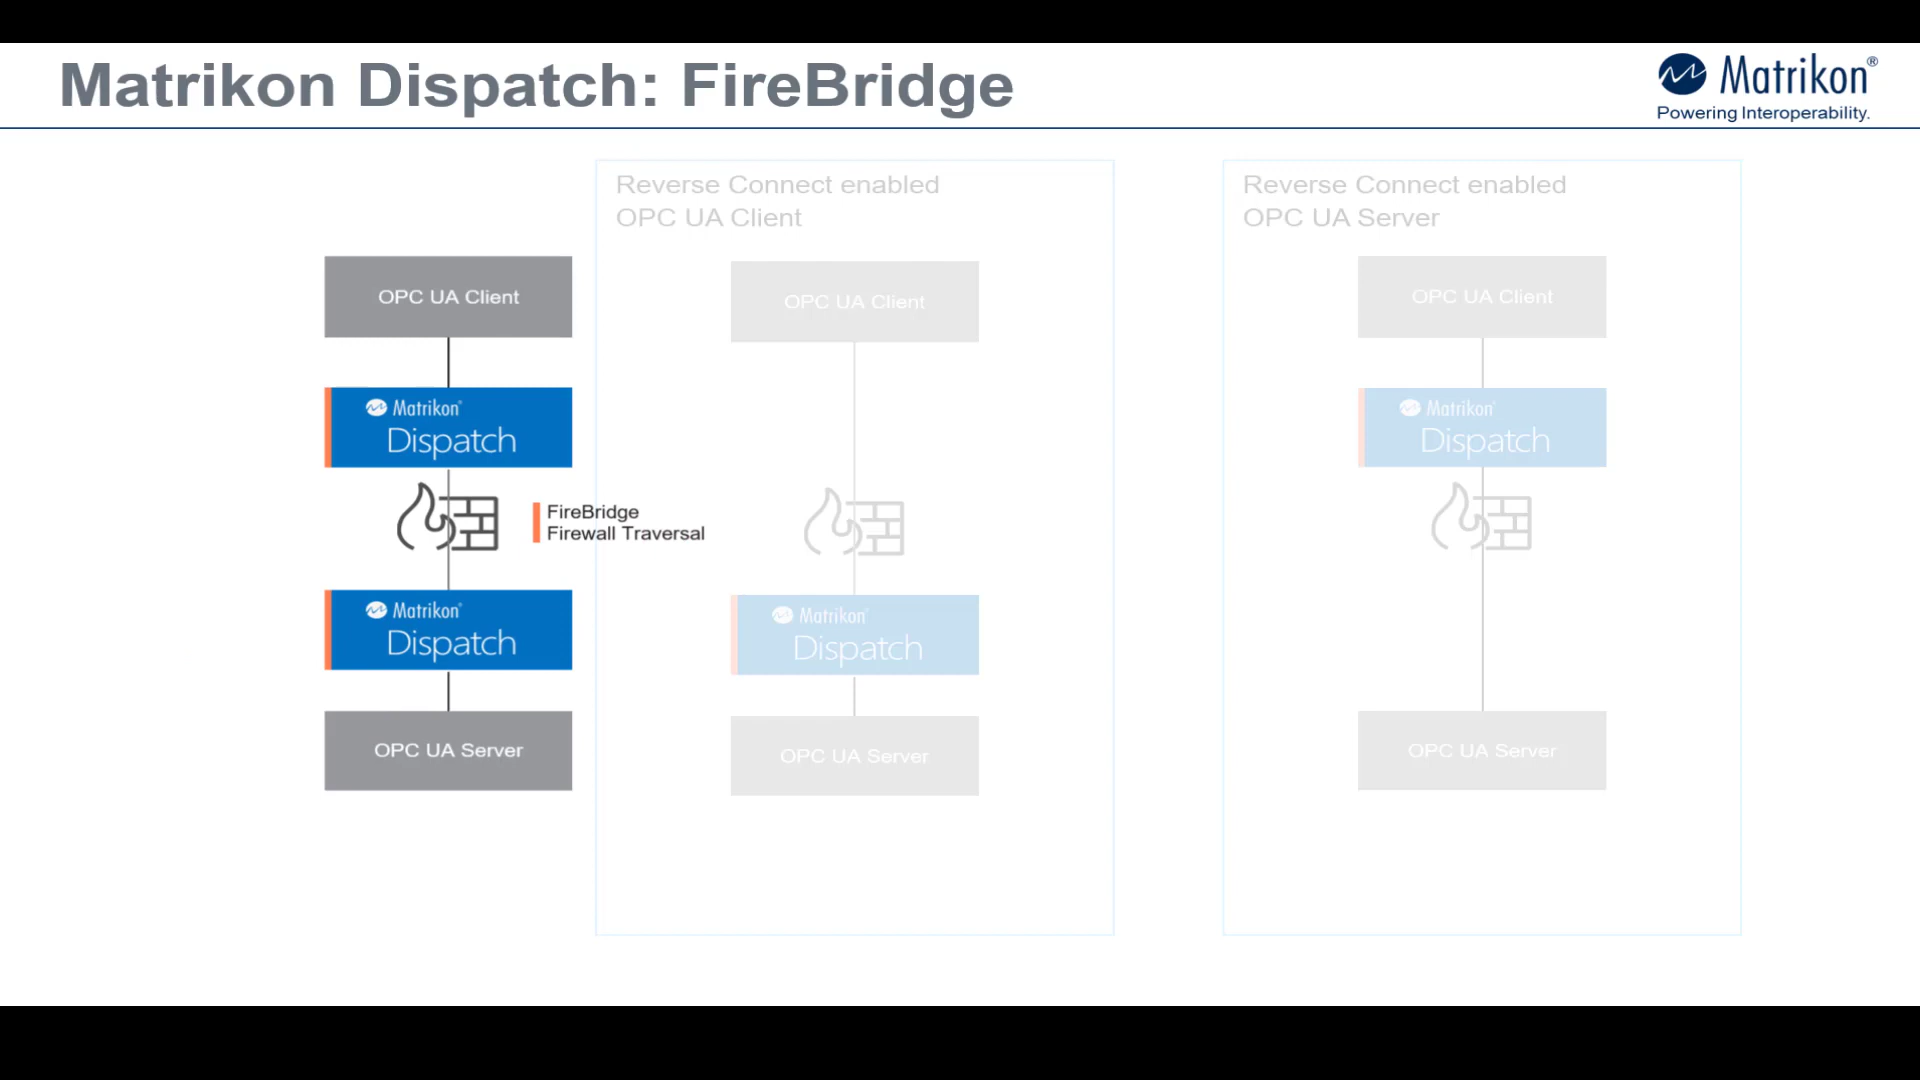 Matrikon Dispatch: FireBridge
Matrikon®
Powering Interoperability.
OPC UA Client
Matrikon®
Dispatch
FireBridge
Firewall Traversal
Matrikon®
Dispatch
OPC UA Server
Reverse Connect enabled
OPC UA Client
OPC UA Client
Matrikon®
Dispatch
OPC UA Server
Reverse Connect enabled
OPC UA Server
OPC UA Client
Matrikon®
Dispatch
OPC UA Server